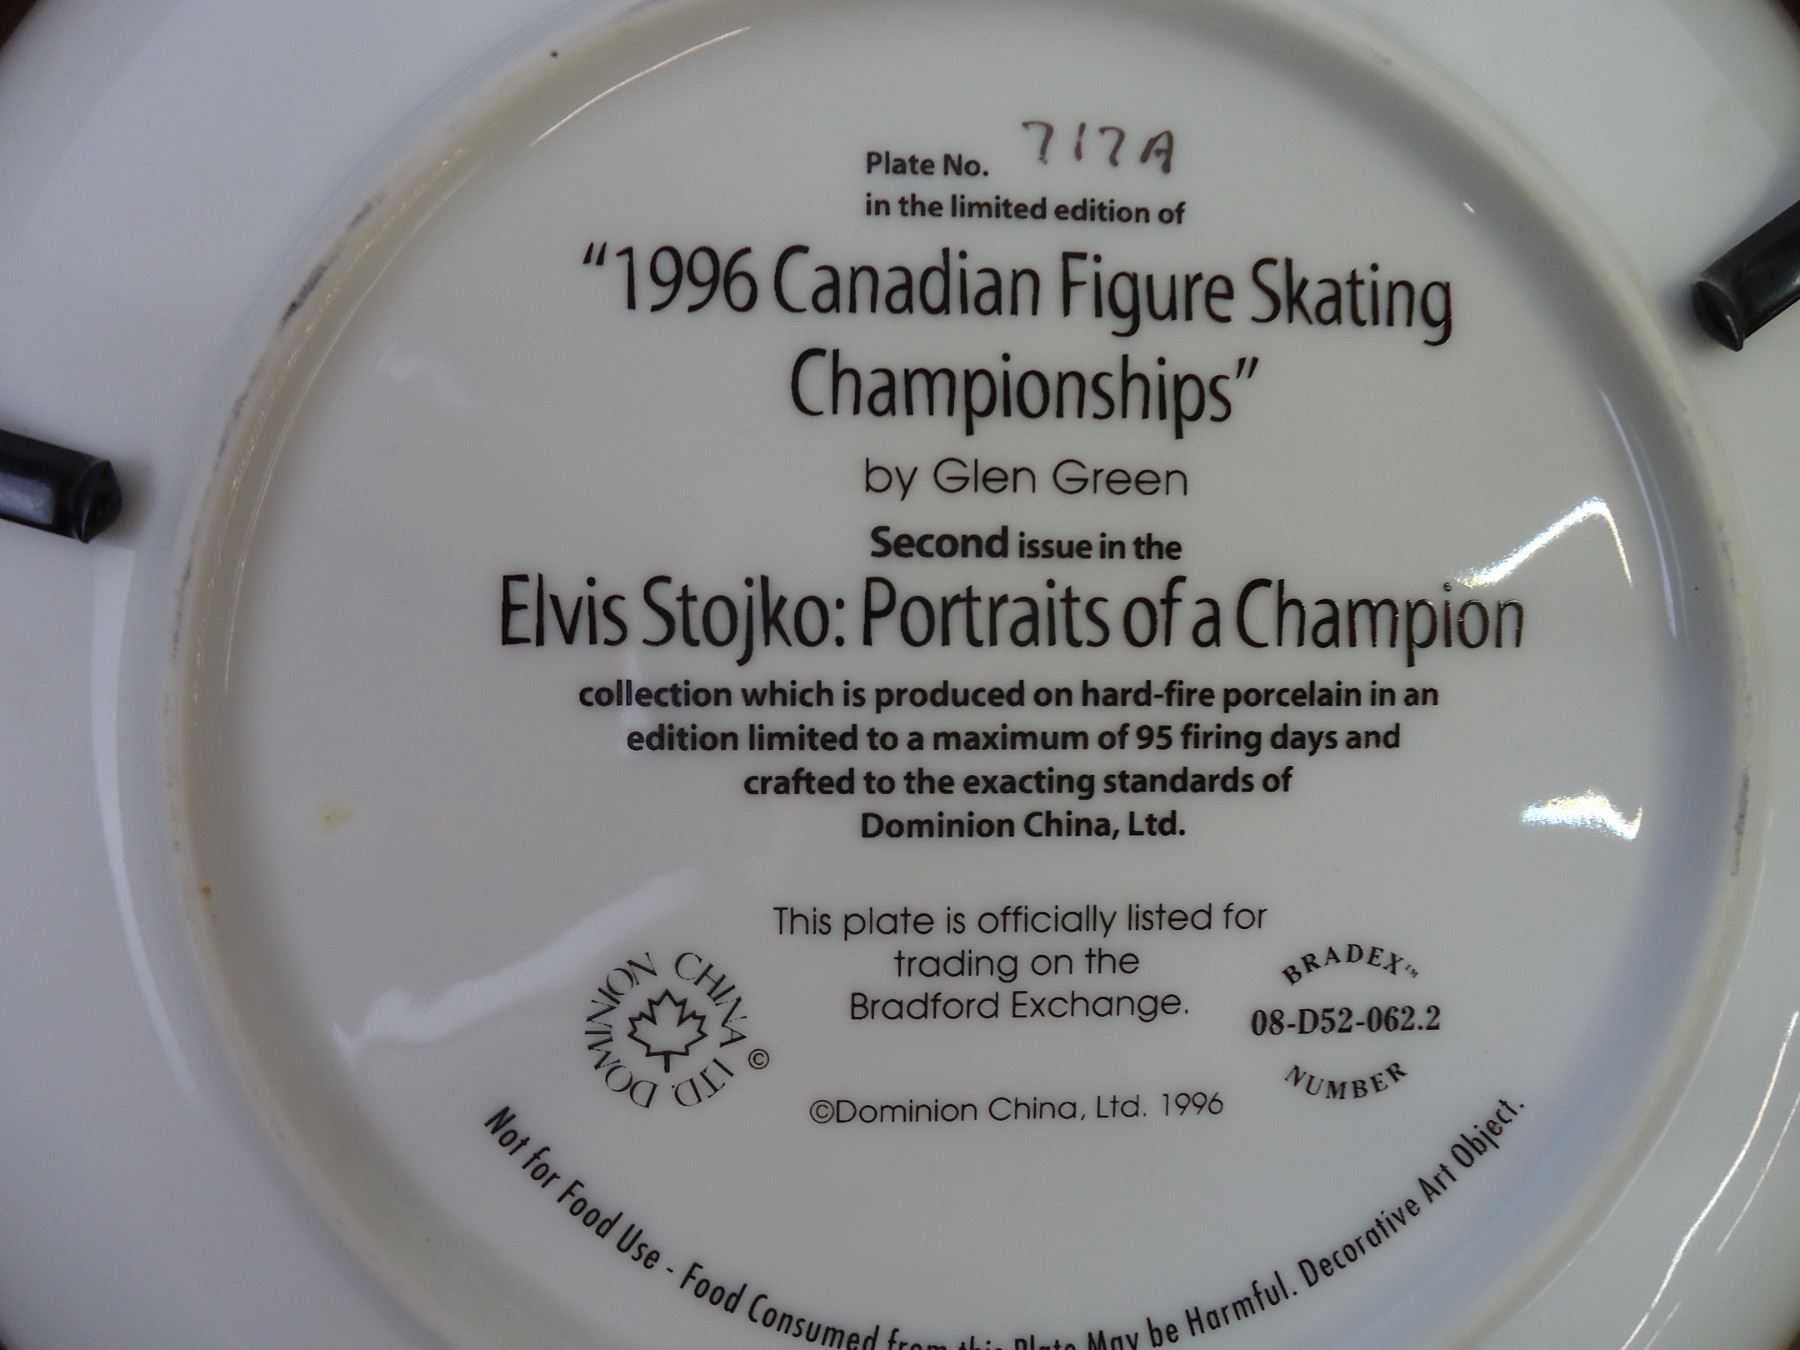 Plate No. 717A
in the limited edition of
“1996 Canadian Figure Skating
Championships”
by Glen Green
Second issue in the
Elvis Stojko: Portraits of a Champion
collection which is produced on hard-fire porcelain in an
edition limited to a maximum of 95 firing days and
crafted to the exacting standards of
Dominion China, Ltd.
This plate is officially listed for
trading on the
Bradford Exchange.
DOMINION CHINA LTD. ©
BRADEX™
08-D52-062.2
NUMBER
©Dominion China, Ltd. 1996
Not for Food Use - Food Consumed from this Plate May be Harmful. Decorative Art Object.